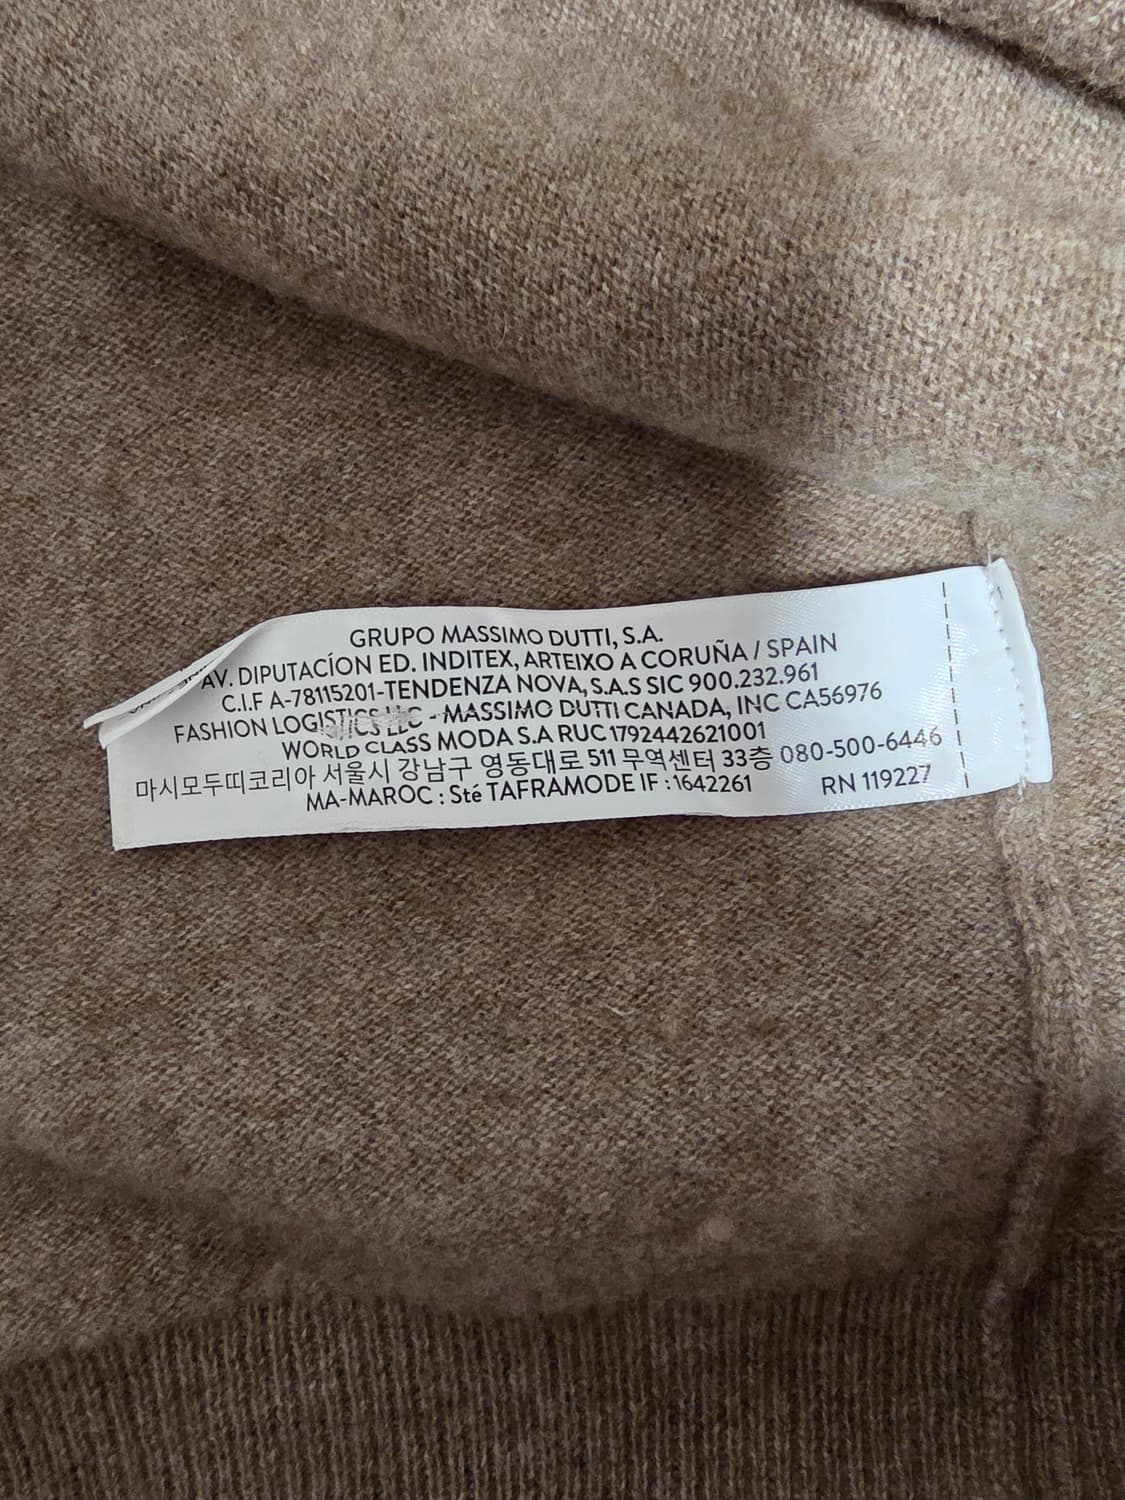 GRUPO MASSIMO DUTTI, S.A.
AV. DIPUTACÍON ED. INDITEX, ARTEIXO A CORUÑA / SPAIN
C.I.F A-78115201-TENDENZA NOVA, S.A.S SIC 900.232.961
FASHION LOGISTICS LLC - MASSIMO DUTTI CANADA, INC CA56976
WORLD CLASS MODA S.A RUC 1792442621001
마시모두띠코리아 서울시 강남구 영동대로 511 무역센터 33층 080-500-6446
MA-MAROC : Sté TAFRAMODE IF : 1642261 RN 119227